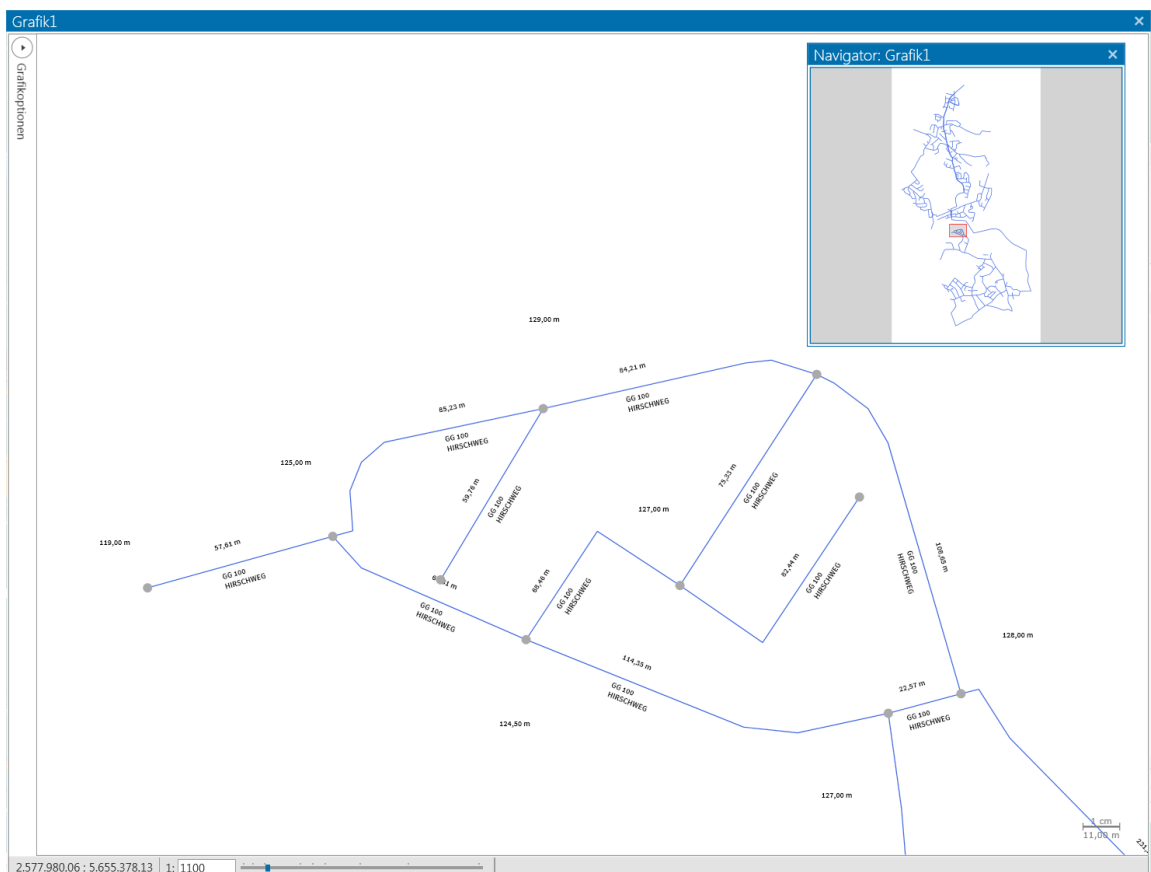 Grafik1
Grafikoptionen
Navigator: Grafik1
129,00 m
84,21 m
GG 100
HIRSCHWEG
85,23 m
GG 100
HIRSCHWEG
125,00 m
59,76 m
GG 100
HIRSCHWEG
75,23 m
GG 100
HIRSCHWEG
127,00 m
119,00 m
57,61 m
GG 100
HIRSCHWEG
GG 100
HIRSCHWEG
68,46 m
GG 100
HIRSCHWEG
82,44 m
GG 100
HIRSCHWEG
108,65 m
GG 100
HIRSCHWEG
128,00 m
114,35 m
GG 100
HIRSCHWEG
22,57 m
GG 100
HIRSCHWEG
124,50 m
127,00 m
1 cm
11,00 m
2.577.980.06 : 5.655.378.13
1: 1100